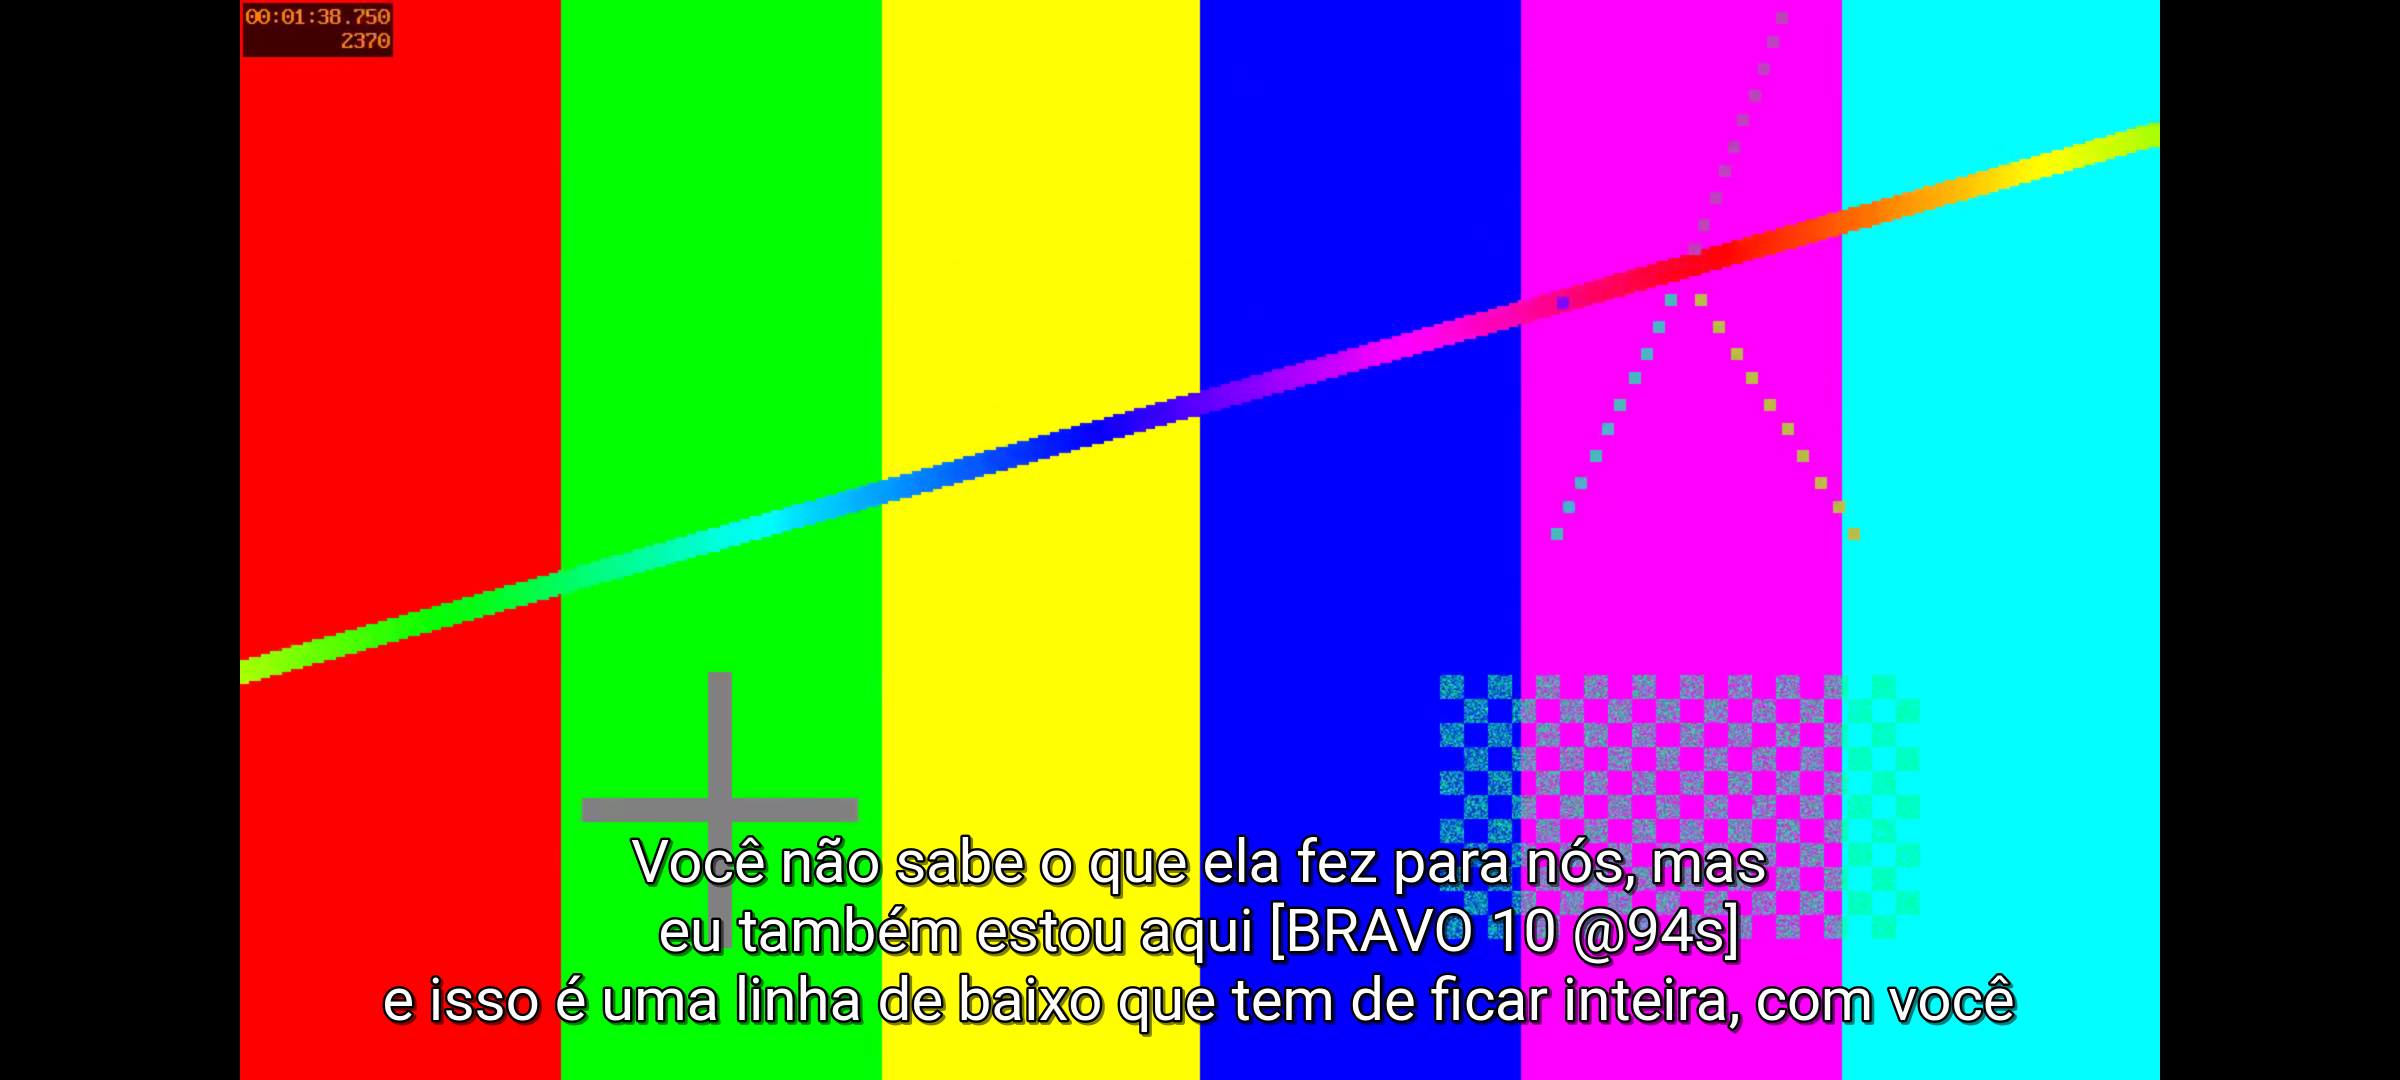 00:01:38.750
2370
Você não sabe o que ela fez para nós, mas
eu também estou aqui [BRAVO 10 @94s]
e isso é uma linha de baixo que tem de ficar inteira, com você